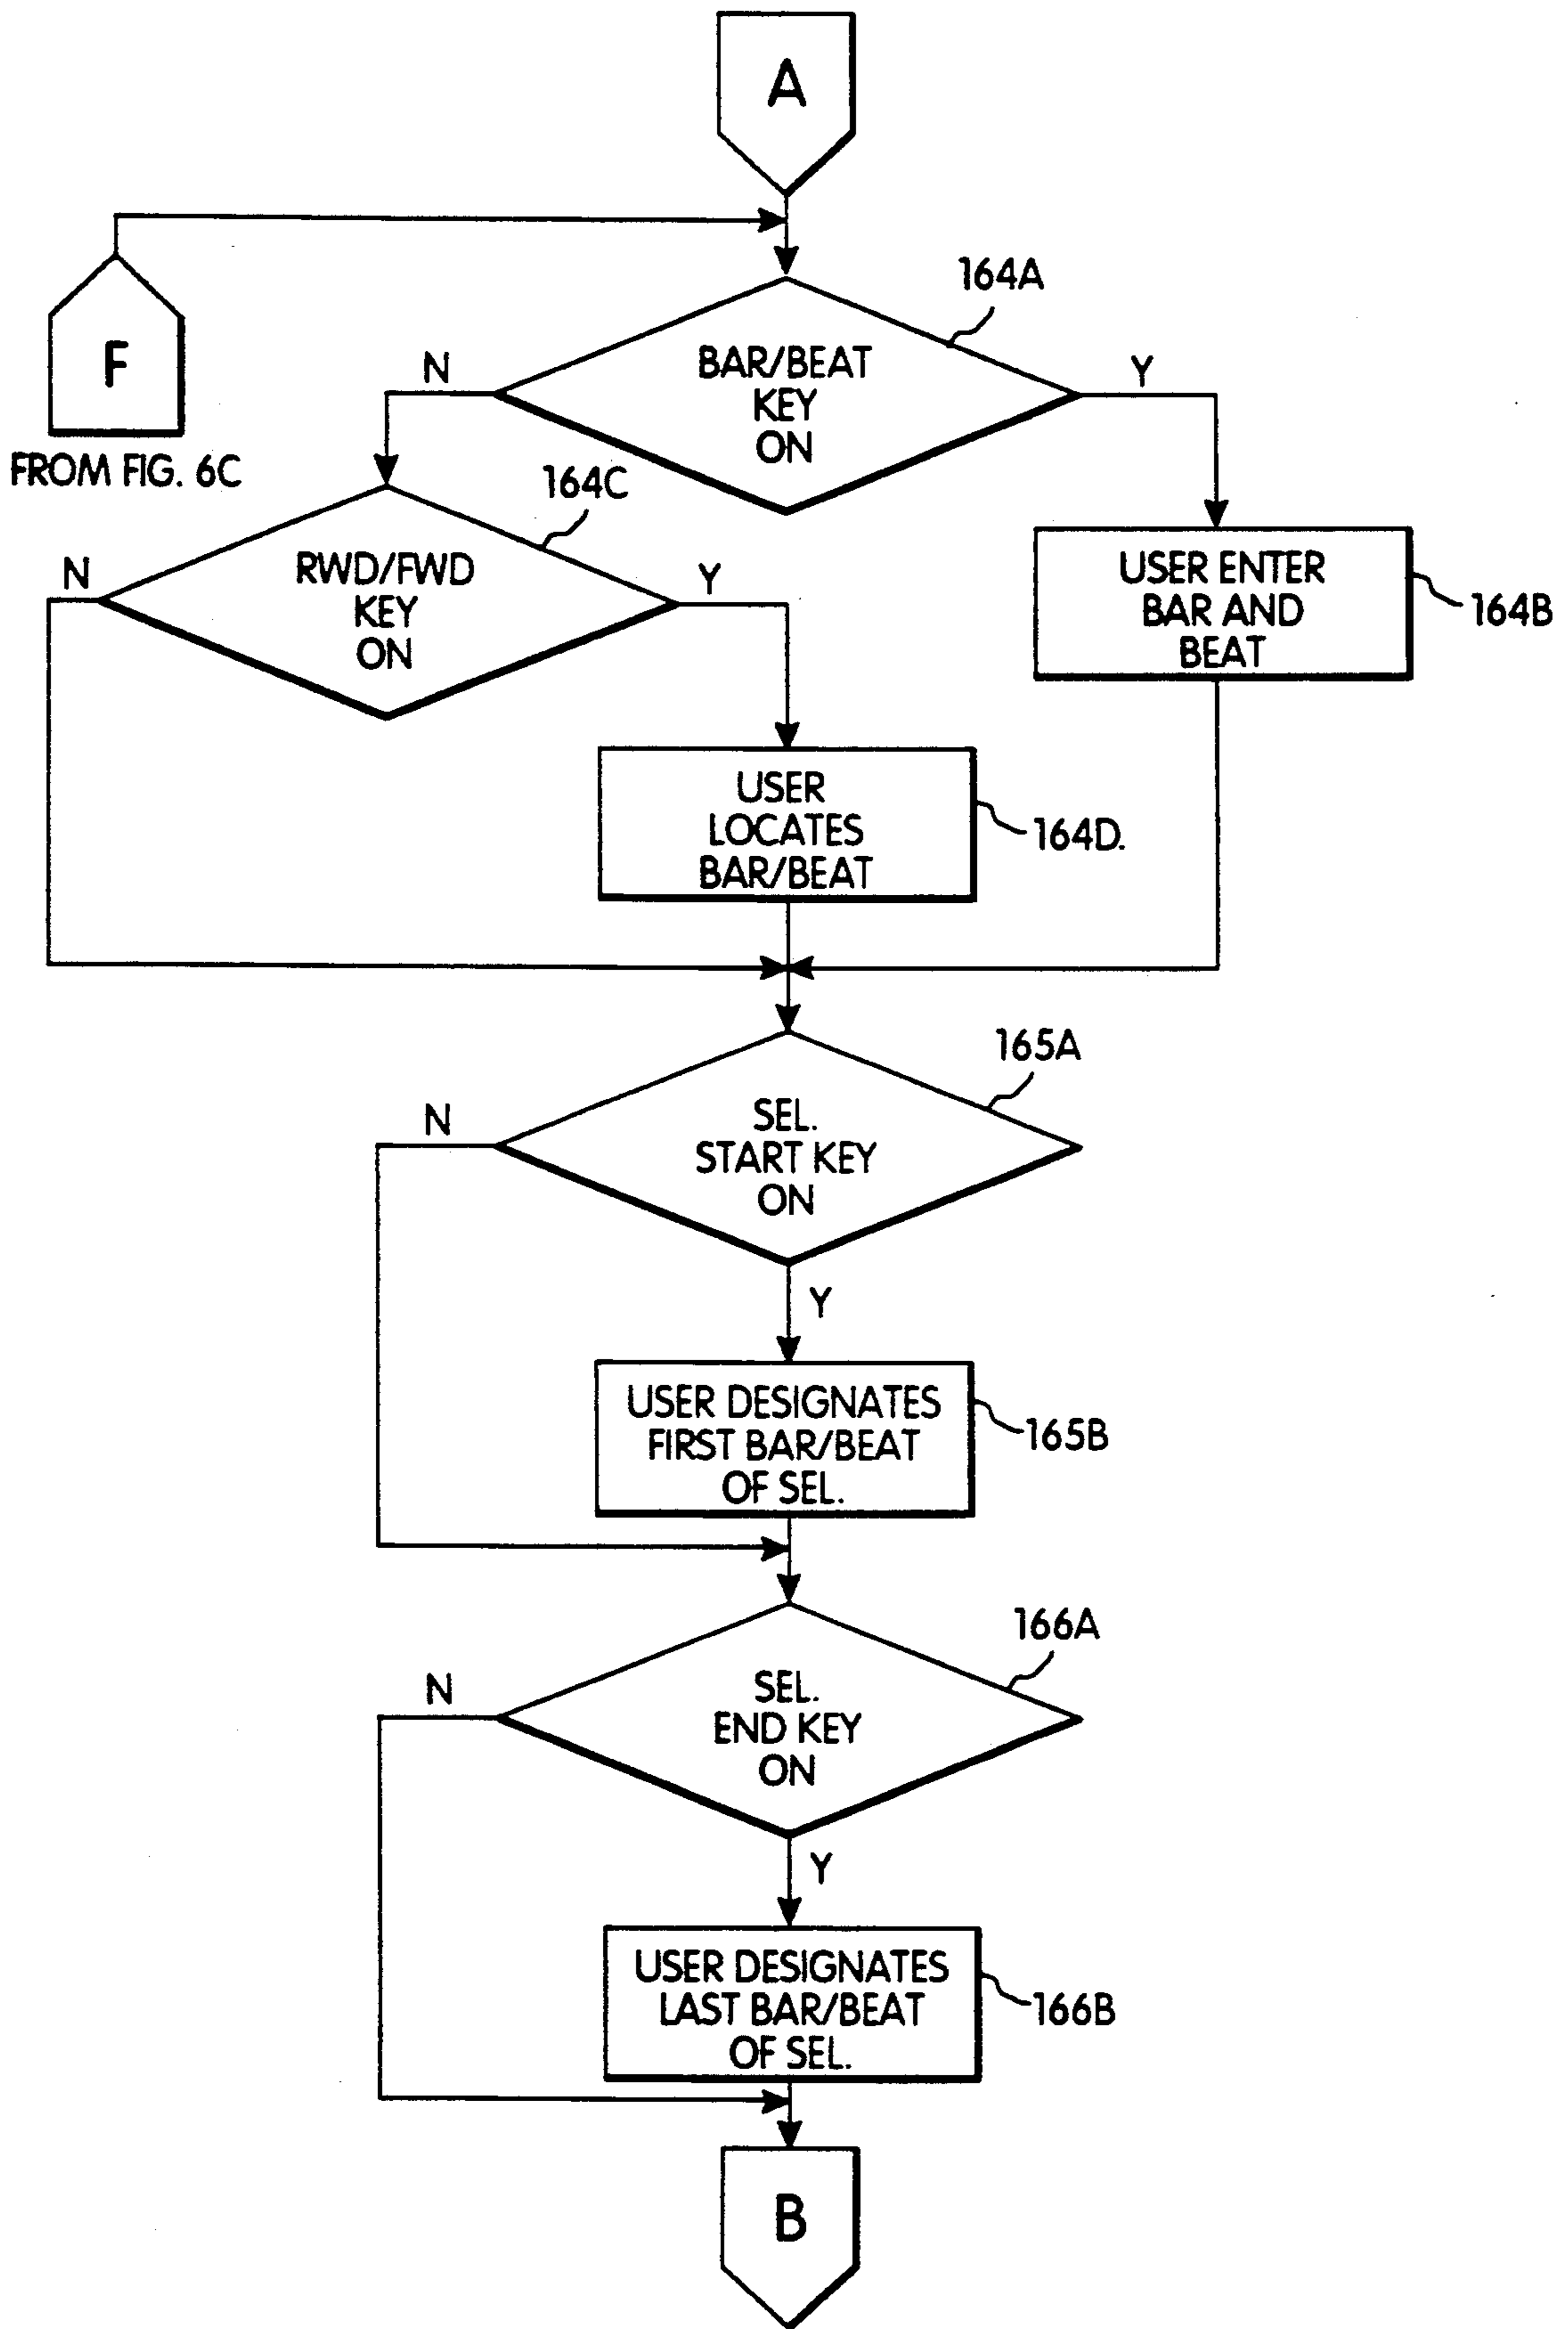 A
164A
BAR/BEAT
KEY
ON
N
Y
F
FROM FIG. 6C
164C
RWD/FWD
KEY
ON
N
Y
USER ENTER
BAR AND
BEAT
164B
USER
LOCATES
BAR/BEAT
164D.
165A
SEL.
START KEY
ON
N
Y
USER DESIGNATES
FIRST BAR/BEAT
OF SEL.
165B
166A
SEL.
END KEY
ON
N
Y
USER DESIGNATES
LAST BAR/BEAT
OF SEL.
166B
B